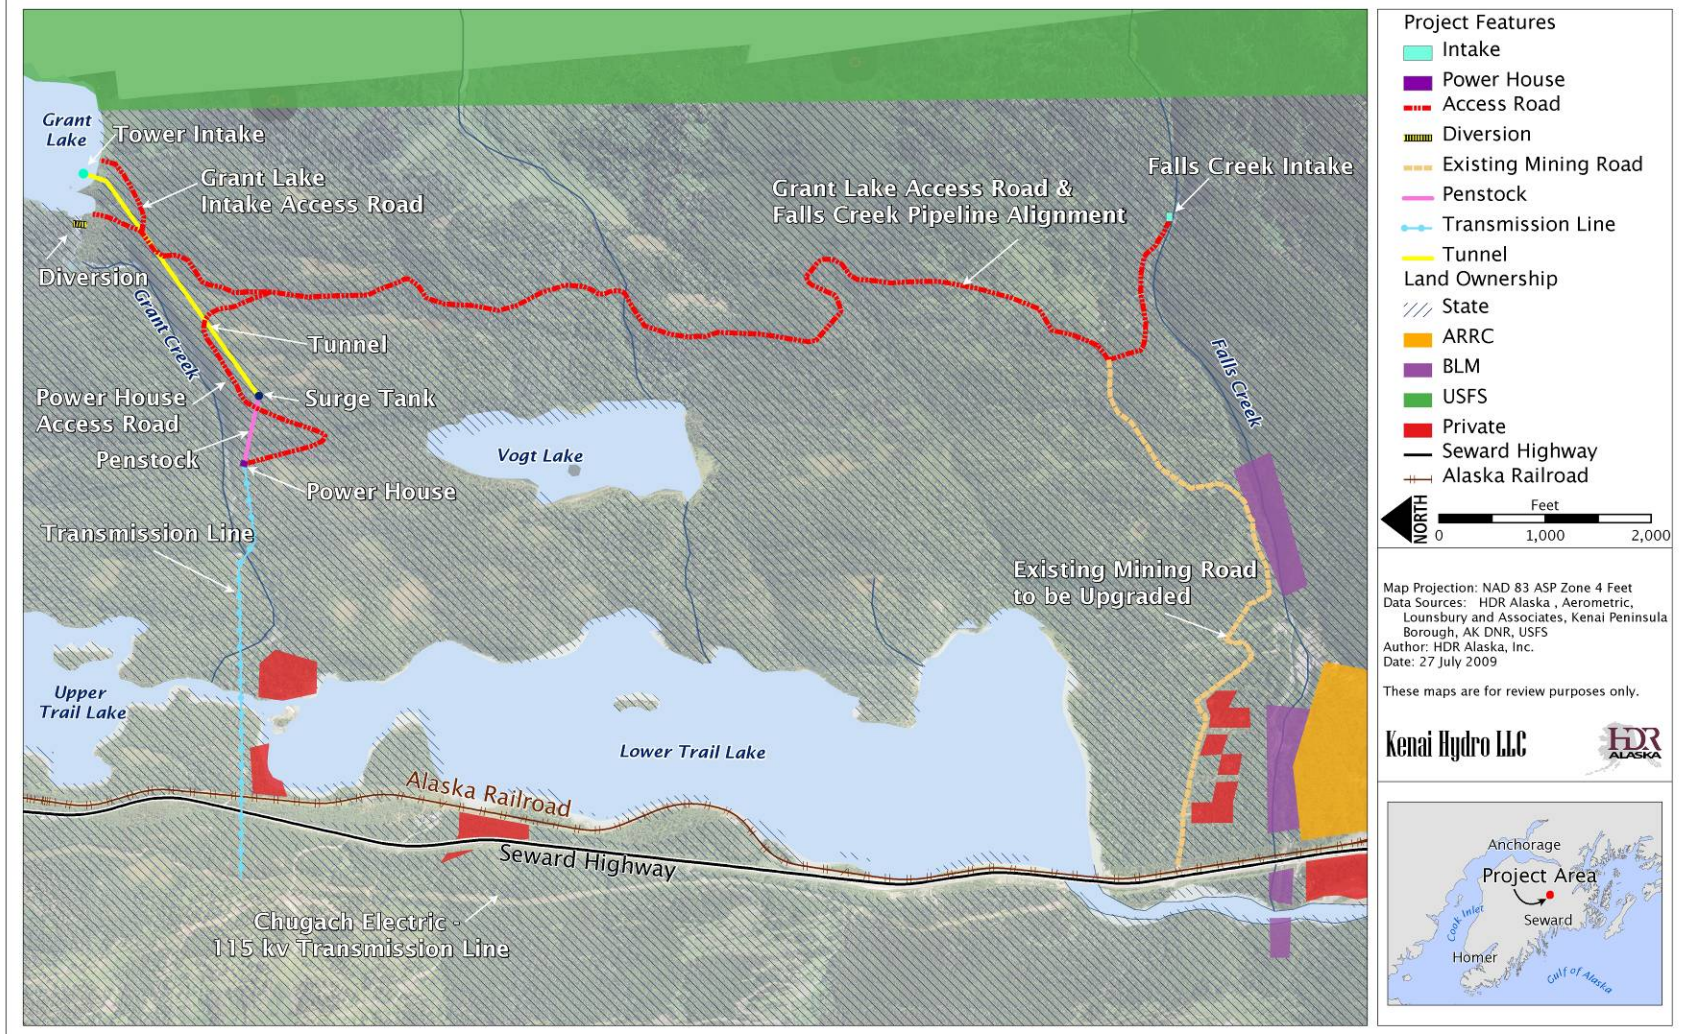 Grant
Lake
Tower Intake
Grant Lake
Intake Access Road
Diversion
Grant Creek
Tunnel
Power House
Access Road
Surge Tank
Penstock
Power House
Transmission Line
Vogt Lake
Grant Lake Access Road &
Falls Creek Pipeline Alignment
Falls Creek Intake
Falls Creek
Existing Mining Road
to be Upgraded
Upper
Trail Lake
Lower Trail Lake
Alaska Railroad
Seward Highway
Chugach Electric -
115 kv Transmission Line
Project Features
Intake
Power House
Access Road
Diversion
Existing Mining Road
Penstock
Transmission Line
Tunnel
Land Ownership
State
ARRC
BLM
USFS
Private
Seward Highway
Alaska Railroad
NORTH
Feet
0 1,000 2,000
Map Projection: NAD 83 ASP Zone 4 Feet
Data Sources: HDR Alaska , Aerometric,
Lounsbury and Associates, Kenai Peninsula
Borough, AK DNR, USFS
Author: HDR Alaska, Inc.
Date: 27 July 2009
These maps are for review purposes only.
Kenai Hydro LLC
HDR
ALASKA
Anchorage
Project Area
Seward
Cook Inlet
Homer
Gulf of Alaska